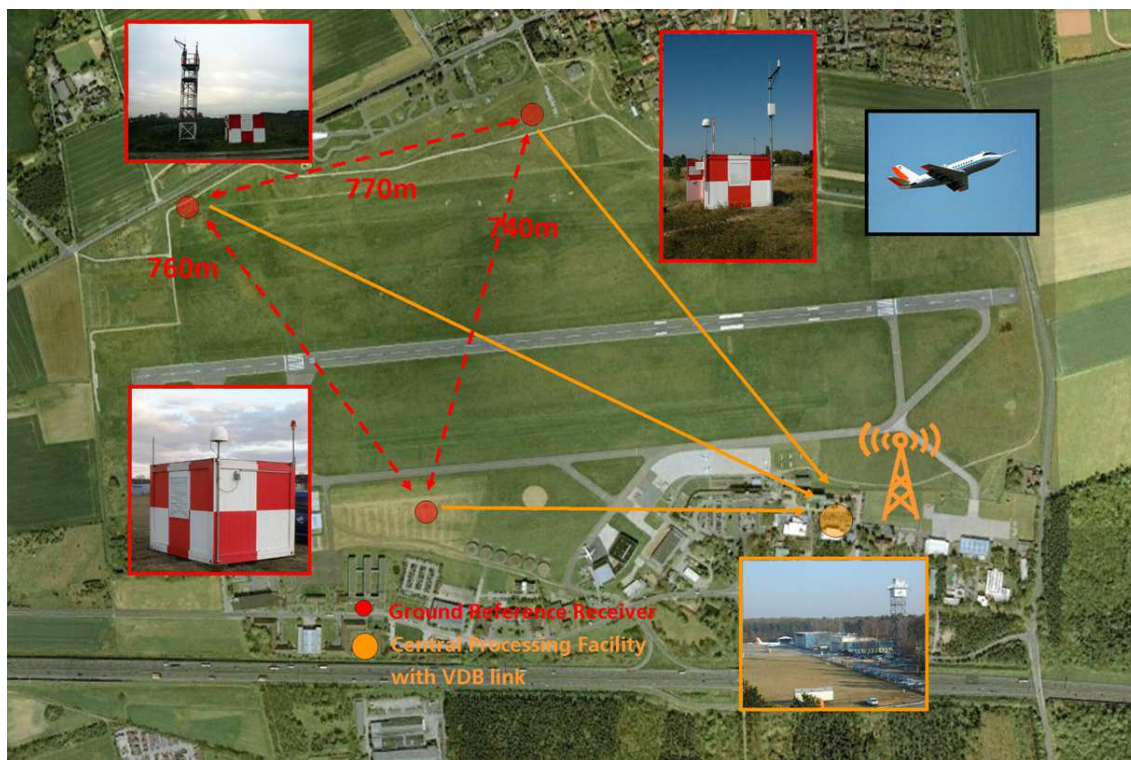 770m
740m
760m
Ground Reference Receiver
Central Processing Facility
with VDB link